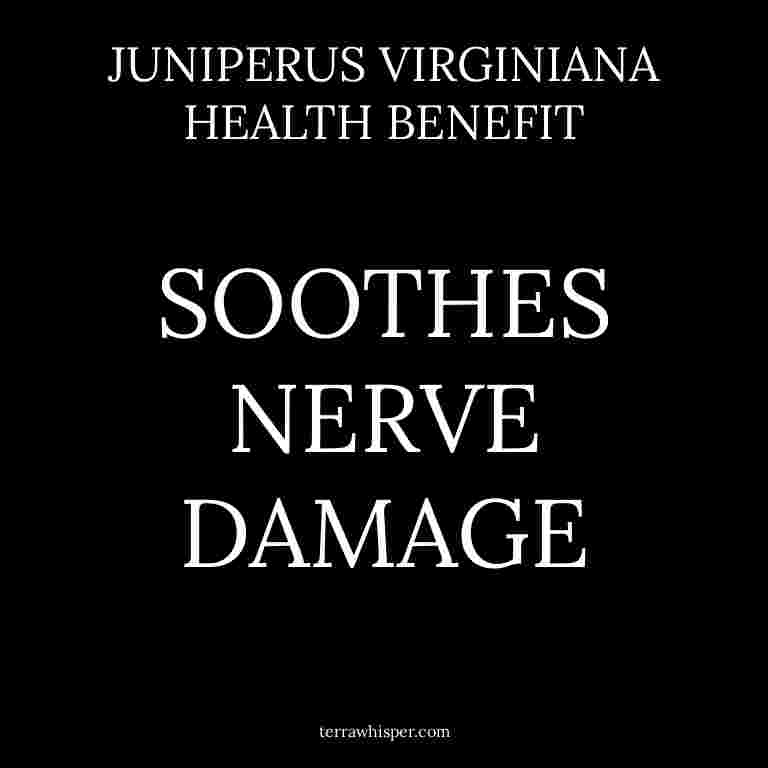 JUNIPERUS VIRGINIANA
HEALTH BENEFIT
SOOTHES
NERVE
DAMAGE
terrawhisper.com